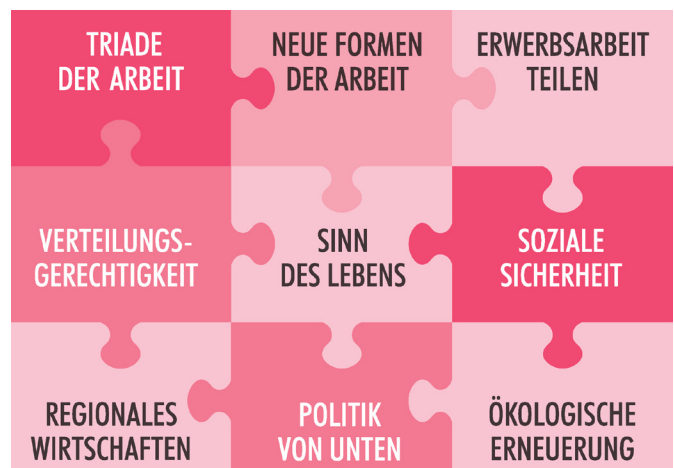 TRIADE
DER ARBEIT
NEUE FORMEN
DER ARBEIT
ERWERBSARBEIT
TEILEN
VERTEILUNGS-
GERECHTIGKEIT
SINN
DES LEBENS
SOZIALE
SICHERHEIT
REGIONALES
WIRTSCHAFTEN
POLITIK
VON UNTEN
ÖKOLOGISCHE
ERNEUERUNG